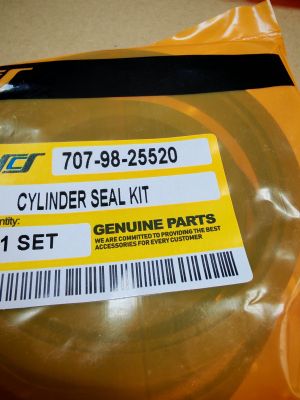 707-98-25520
CYLINDER SEAL KIT
ntity:
1 SET
GENUINE PARTS
WE ARE COMMITTED TO PROVIDING THE BEST
ACCESSORIES FOR EVERY CUSTOMER